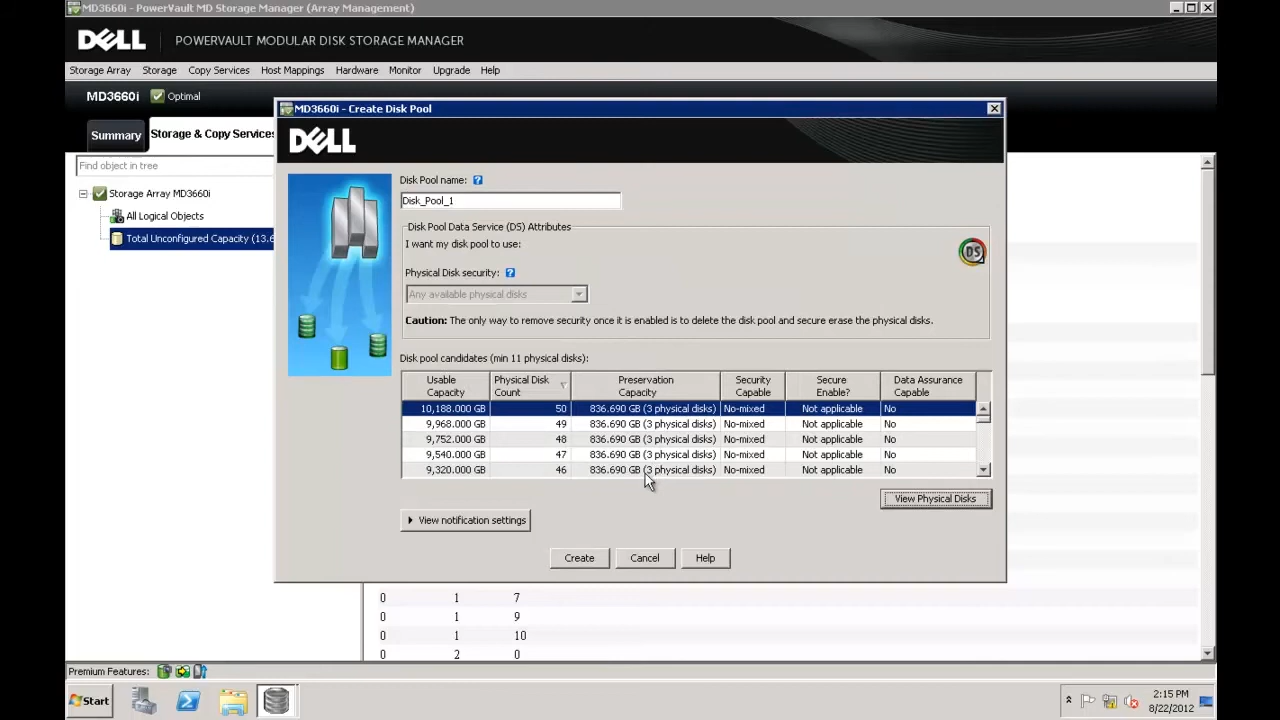 MD3660i - PowerVault MD Storage Manager (Array Management)
DELL
POWERVAULT MODULAR DISK STORAGE MANAGER
Storage Array Storage Copy Services Host Mappings Hardware Monitor Upgrade Help
MD3660i Optimal
Summary Storage & Copy Services
Find object in tree
Storage Array MD3660i
All Logical Objects
Total Unconfigured Capacity (13.6
MD3660i - Create Disk Pool
DELL
Disk Pool name: ?
Disk_Pool_1
Disk Pool Data Service (DS) Attributes
I want my disk pool to use:
DS
Physical Disk security: ?
Any available physical disks
Caution: The only way to remove security once it is enabled is to delete the disk pool and secure erase the physical disks.
Disk pool candidates (min 11 physical disks):
Usable Capacity Physical Disk Count Preservation Capacity Security Capable Secure Enable? Data Assurance Capable
10,188.000 GB 50 836.690 GB (3 physical disks) No-mixed Not applicable No
9,968.000 GB 49 836.690 GB (3 physical disks) No-mixed Not applicable No
9,752.000 GB 48 836.690 GB (3 physical disks) No-mixed Not applicable No
9,540.000 GB 47 836.690 GB (3 physical disks) No-mixed Not applicable No
9,320.000 GB 46 836.690 GB (3 physical disks) No-mixed Not applicable No
View Physical Disks
View notification settings
Create Cancel Help
0 1 7
0 1 9
0 1 10
0 2 0
Premium Features:
Start
2:15 PM
8/22/2012